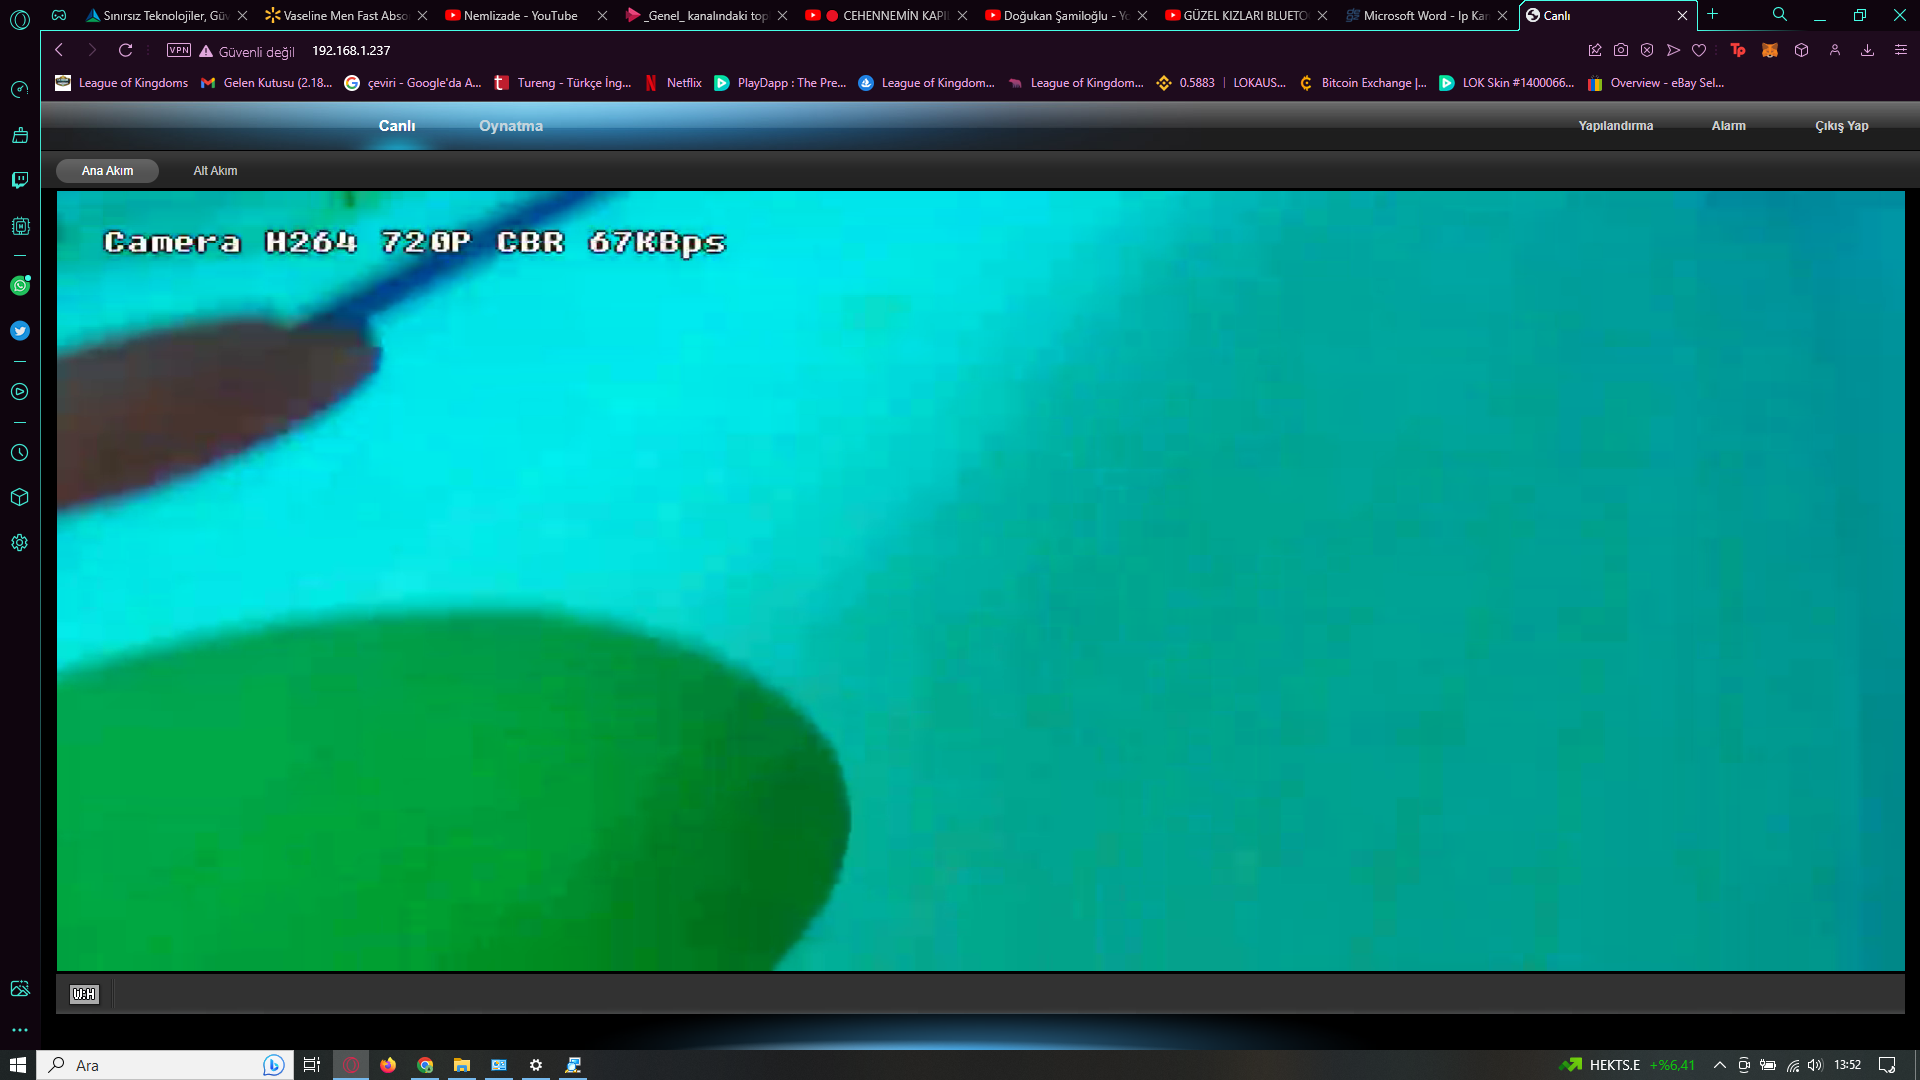 Sınırsız Teknolojiler, Güv
Vaseline Men Fast Abso
Nemlizade - YouTube
_Genel_ kanalındaki top
CEHENNEMİN KAPI
Doğukan Şamiloğlu - Yo
GÜZEL KIZLARI BLUETO
Microsoft Word - Ip Kam
Canlı
VPN
Güvenli değil
192.168.1.237
Tp
League of Kingdoms
Gelen Kutusu (2.18...
çeviri - Google'da A...
Tureng - Türkçe İng...
Netflix
PlayDapp : The Pre...
League of Kingdom...
League of Kingdom...
0.5883 | LOKAUS...
Bitcoin Exchange |...
LOK Skin #1400066...
Overview - eBay Sel...
Canlı
Oynatma
Yapılandırma
Alarm
Çıkış Yap
Ana Akım
Alt Akım
Camera H264 720P CBR 67KBps
W:H
Ara
HEKTS.E +%6,41
13:52